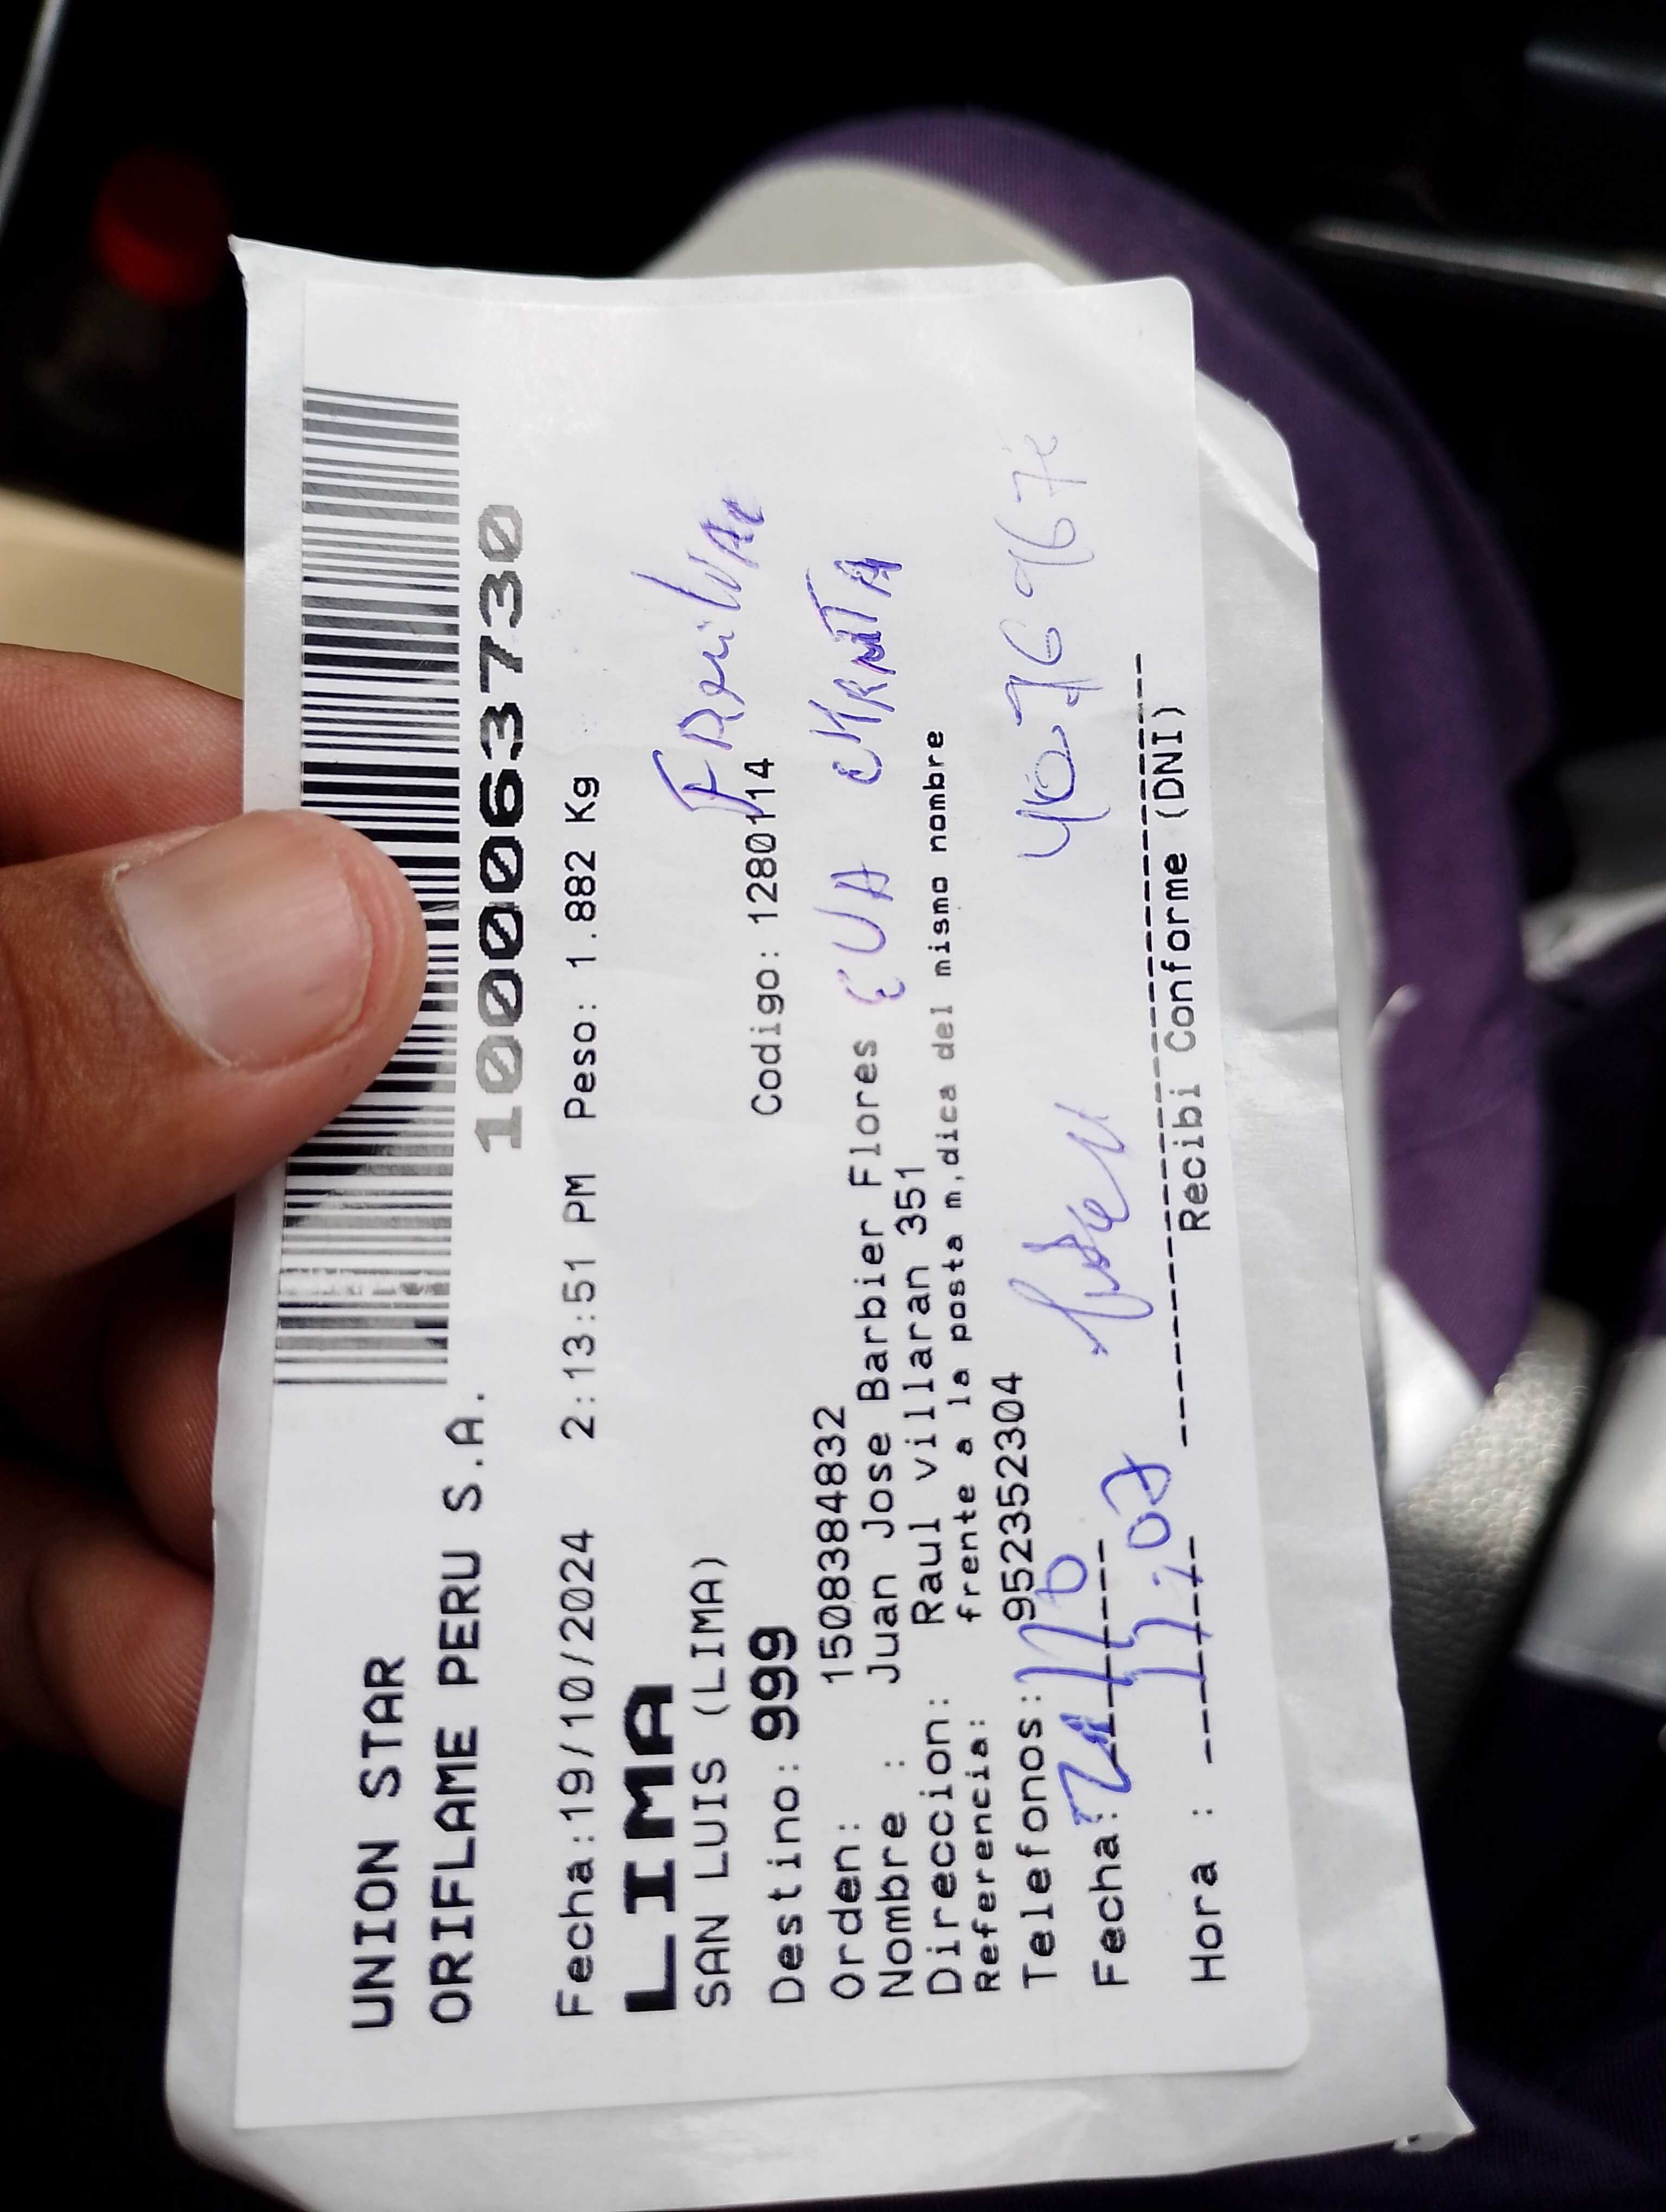 UNION STAR
ORIFLAME PERU S.A.
1000063730
Fecha:19/10/2024 2:13:51 PM Peso: 1.882 Kg
LIMA
SAN LUIS (LIMA)
Destino: 999 Codigo: 1280114
Orden: 1508384832
Nombre : Juan Jose Barbier Flores EVA
Direccion: Raul villaran 351
Referencia: frente a la posta m,dica del mismo nombre
Telefonos: 952352304
Fecha:
Hora :
Recibi Conforme (DNI)